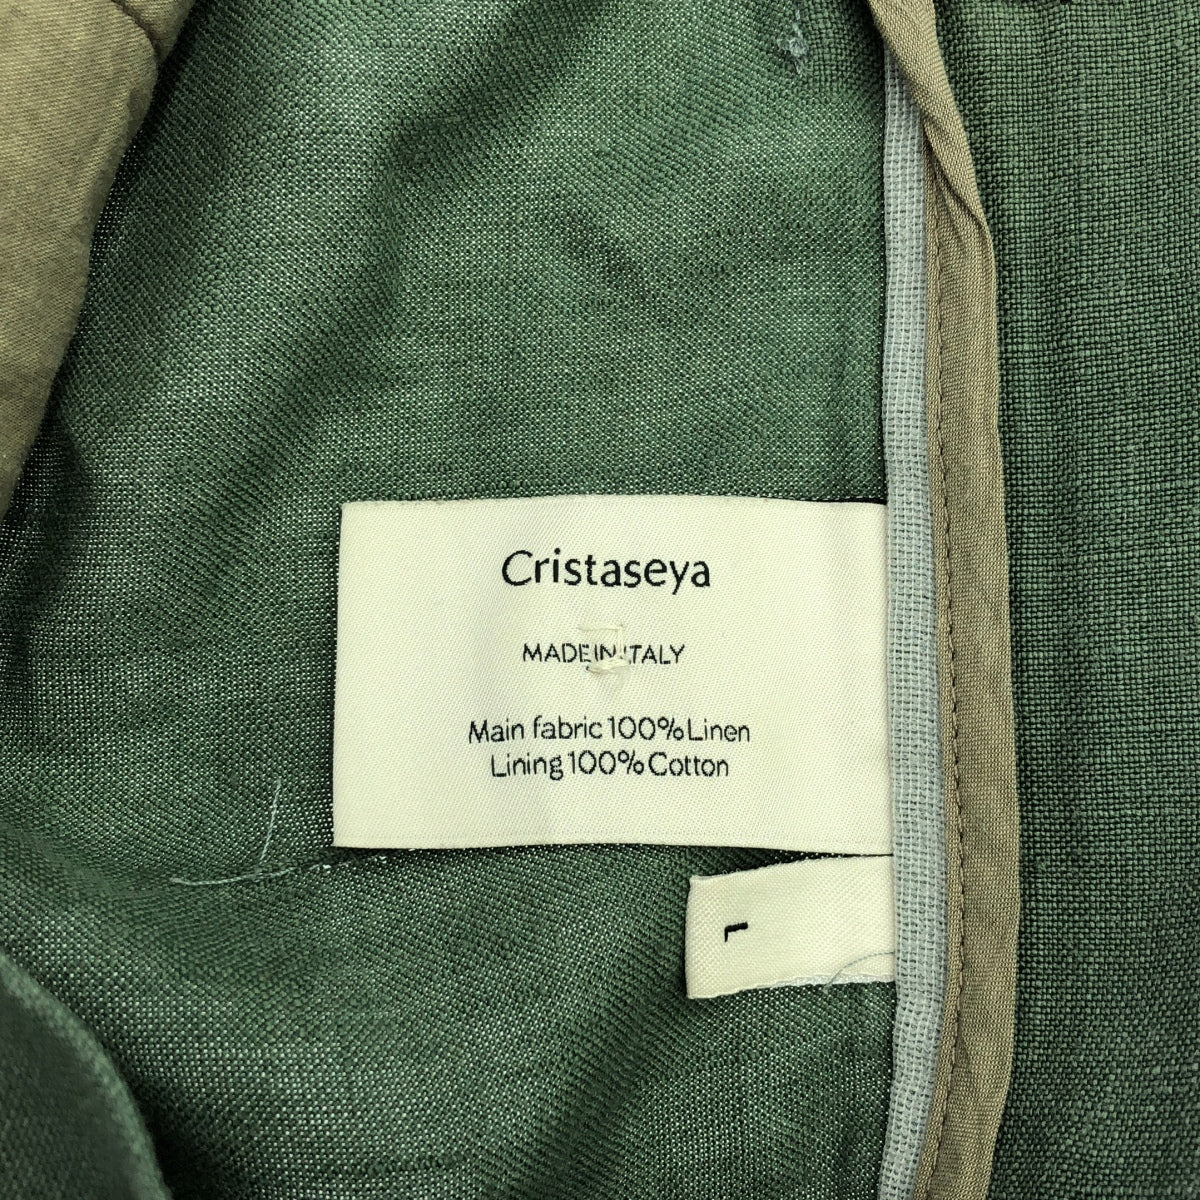 Cristaseya
MADE IN ITALY
Main fabric 100% Linen
Lining 100% Cotton
L